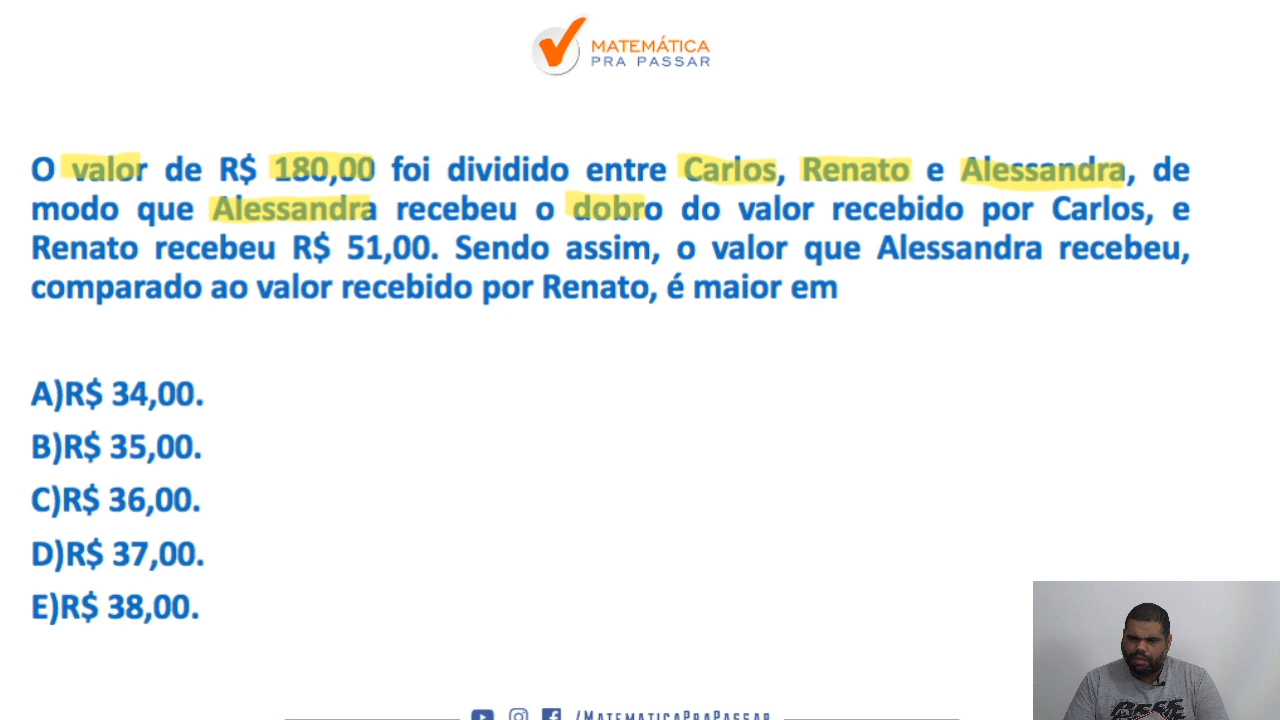 MATEMÁTICA
PRA PASSAR
O valor de R$ 180,00 foi dividido entre Carlos, Renato e Alessandra, de
modo que Alessandra recebeu o dobro do valor recebido por Carlos, e
Renato recebeu R$ 51,00. Sendo assim, o valor que Alessandra recebeu,
comparado ao valor recebido por Renato, é maior em
A)R$ 34,00.
B)R$ 35,00.
C)R$ 36,00.
D)R$ 37,00.
E)R$ 38,00.
/MATEMATICAPRAPASSAR